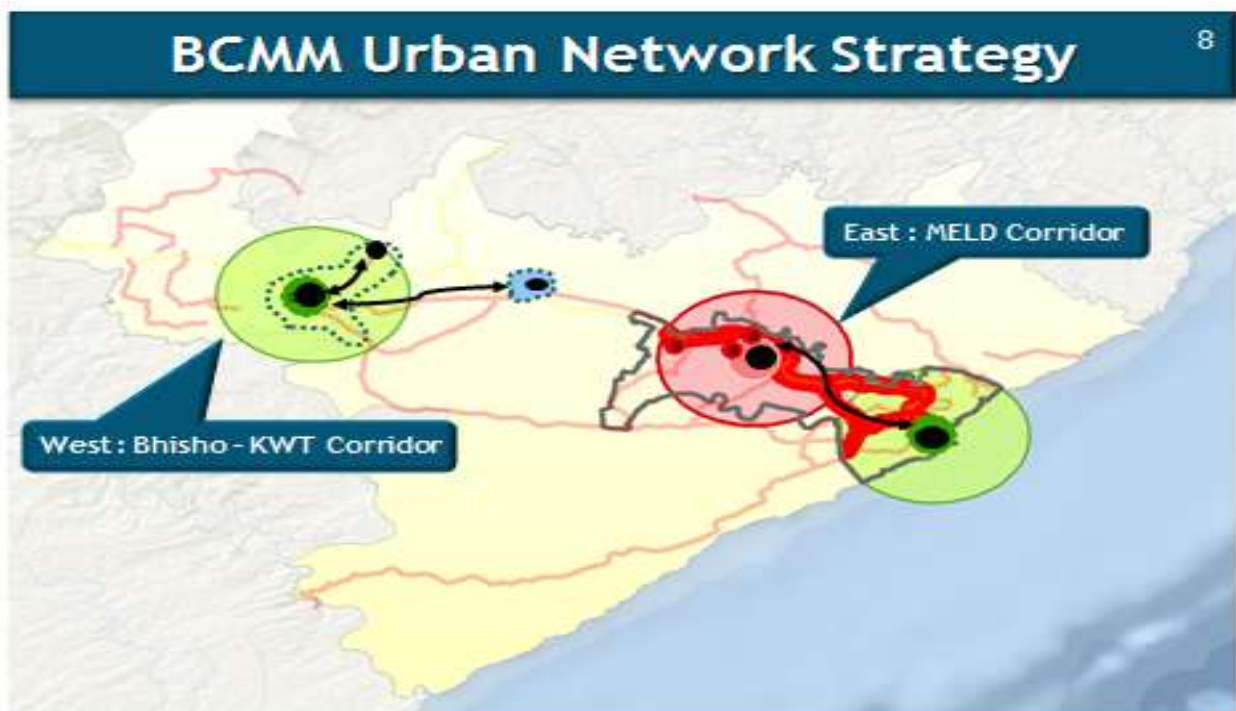 BCMM Urban Network Strategy
8
East : MELD Corridor
West : Bhisho - KWT Corridor